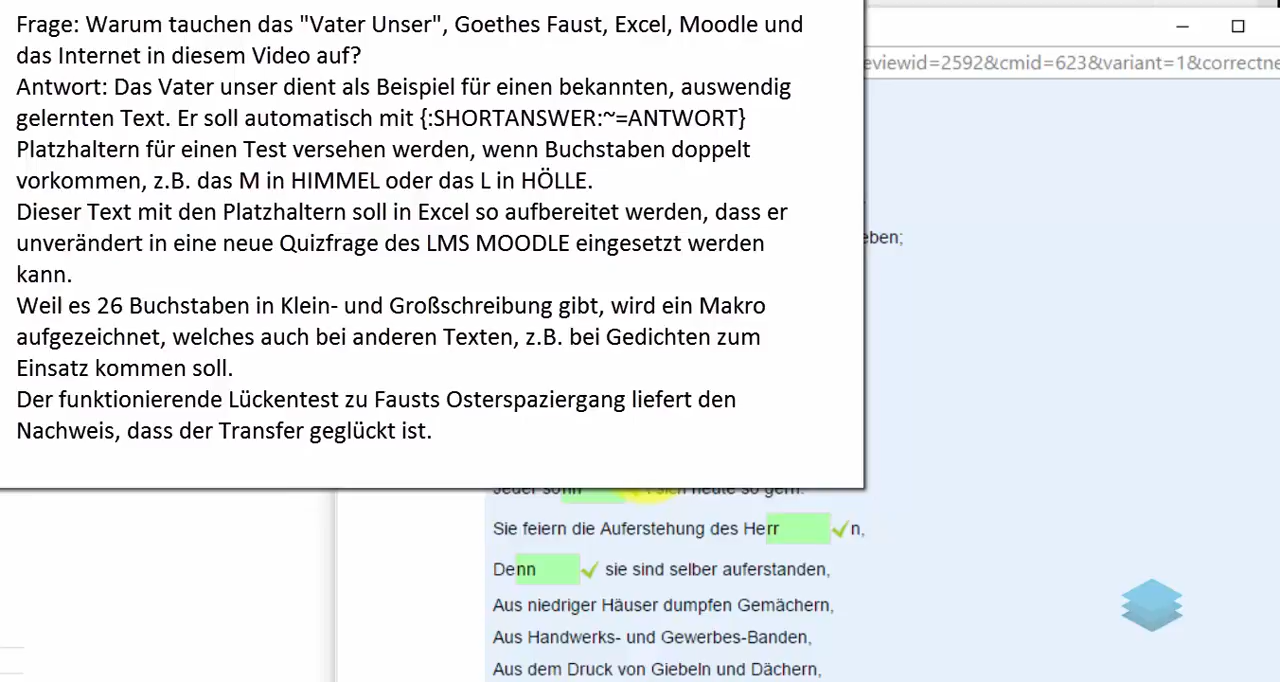 Frage: Warum tauchen das "Vater Unser", Goethes Faust, Excel, Moodle und
das Internet in diesem Video auf?
eviewid=2592&cmid=623&variant=1&correctne
Antwort: Das Vater unser dient als Beispiel für einen bekannten, auswendig
gelernten Text. Er soll automatisch mit {:SHORTANSWER:~=ANTWORT}
Platzhaltern für einen Test versehen werden, wenn Buchstaben doppelt
vorkommen, z.B. das M in HIMMEL oder das L in HÖLLE.
Dieser Text mit den Platzhaltern soll in Excel so aufbereitet werden, dass er
unverändert in eine neue Quizfrage des LMS MOODLE eingesetzt werden
kann.
eben;
Weil es 26 Buchstaben in Klein- und Großschreibung gibt, wird ein Makro
aufgezeichnet, welches auch bei anderen Texten, z.B. bei Gedichten zum
Einsatz kommen soll.
Der funktionierende Lückentest zu Fausts Osterspaziergang liefert den
Nachweis, dass der Transfer geglückt ist.
sich heute so gern.
Sie feiern die Auferstehung des Herrn,
Denn sie sind selber auferstanden,
Aus niedriger Häuser dumpfen Gemächern,
Aus Handwerks- und Gewerbes-Banden,
Aus dem Druck von Giebeln und Dächern,